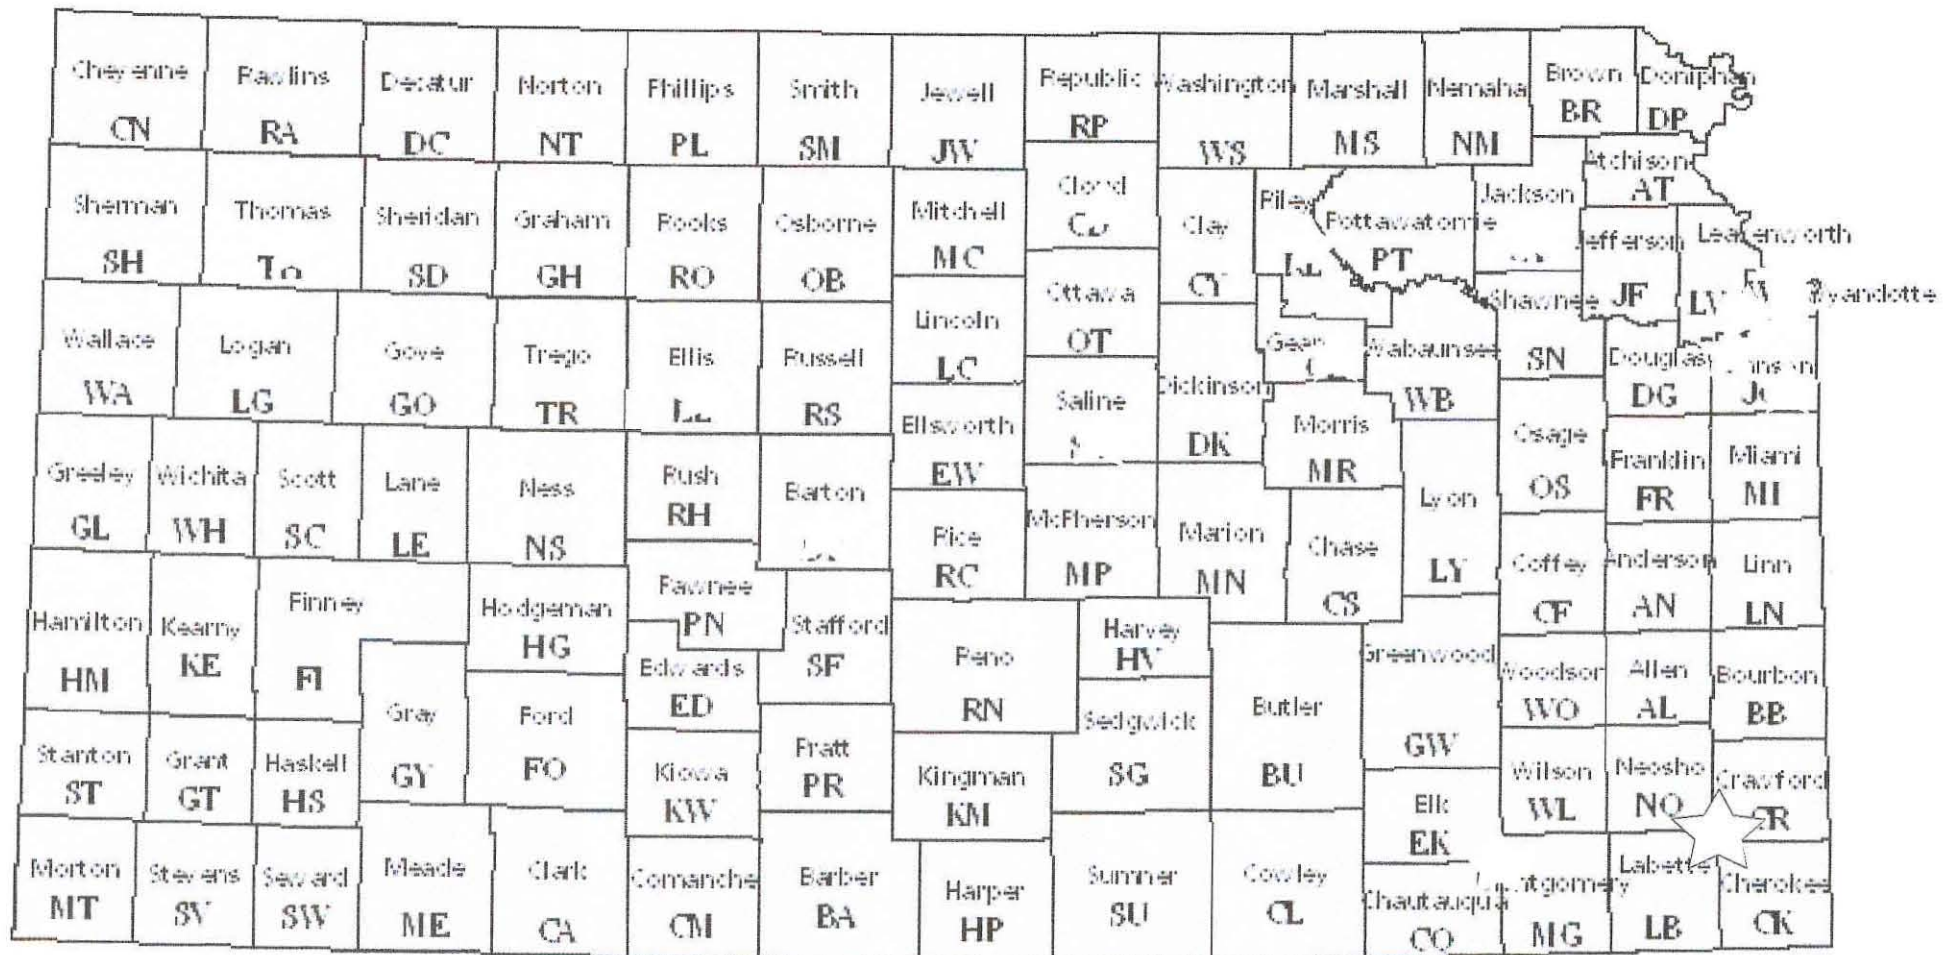 Cheyenne
CN
Rawlins
RA
Decatur
DC
Norton
NT
Phillips
PL
Smith
SM
Jewell
JW
Republic
RP
Washington
WS
Marshall
MS
Nemaha
NM
Brown
BR
Doniphan
DP
Sherman
SH
Thomas
Sheridan
SD
Graham
GH
Rooks
RO
Osborne
OB
Mitchell
MC
Cloud
Clay
CY
Riley
Pottawatomie
PT
Jackson
Atchison
AT
Jefferson
JF
Leavenworth
LV
Wyandotte
Wallace
WA
Logan
LG
Gove
GO
Trego
TR
Ellis
Russell
RS
Lincoln
LC
Ottawa
OT
Saline
Dickinson
DK
Geary
Wabaunsee
WB
Shawnee
SN
Douglas
DG
Greeley
GL
Wichita
WH
Scott
SC
Lane
LE
Ness
NS
Rush
RH
Barton
Ellsworth
EW
Rice
RC
McPherson
MP
Marion
MN
Morris
MR
Chase
CS
Lyon
LY
Osage
OS
Franklin
FR
Miami
MI
Hamilton
HM
Kearny
KE
Finney
FI
Hodgeman
HG
Pawnee
PN
Stafford
SF
Edwards
ED
Reno
RN
Harvey
HV
Sedgwick
SG
Butler
BU
Greenwood
GW
Coffey
CF
Anderson
AN
Linn
LN
Woodson
WO
Allen
AL
Bourbon
BB
Stanton
ST
Grant
GT
Haskell
HS
Gray
GY
Ford
FO
Kiowa
KW
Pratt
PR
Kingman
KM
Elk
EK
Wilson
WL
Neosho
NO
Crawford
CR
Morton
MT
Stevens
SV
Seward
SW
Meade
ME
Clark
CA
Comanche
CM
Barber
BA
Harper
HP
Sumner
SU
Cowley
CL
Chautauqua
CQ
MG
Labette
LB
Cherokee
CK